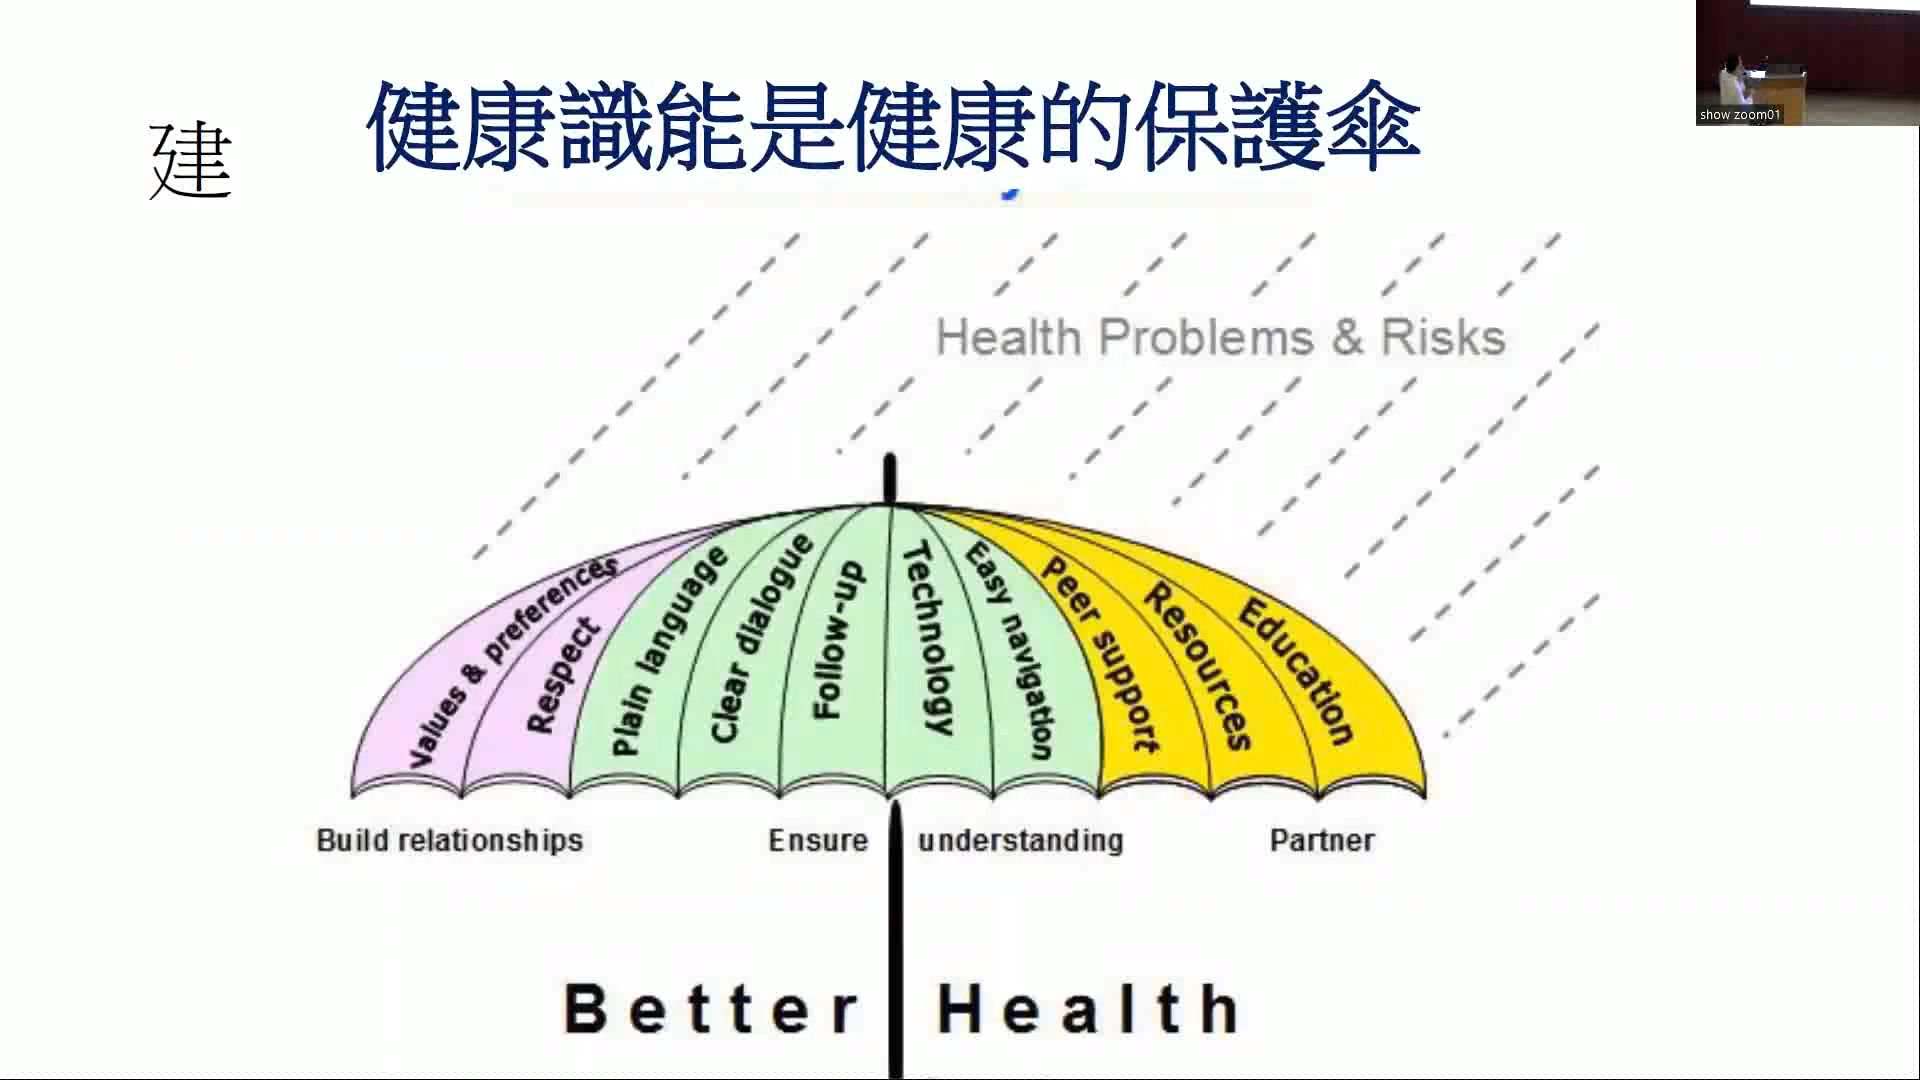 健康識能是健康的保護傘
建
show zoom01
Health Problems & Risks
Values & preferences
Respect
Plain language
Clear dialogue
Follow-up
Technology
Easy navigation
Peer support
Resources
Education
Build relationships
Ensure understanding
Partner
Better Health